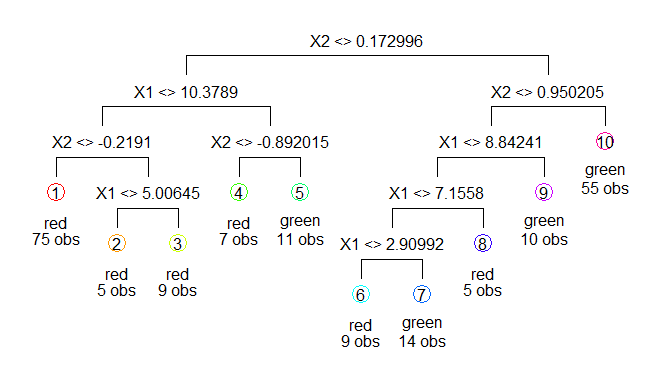 X2 <> 0.172996
X1 <> 10.3789
X2 <> 0.950205
X2 <> -0.2191
X2 <> -0.892015
X1 <> 8.84241
10
green
55 obs
1
red
75 obs
X1 <> 5.00645
4
red
7 obs
5
green
11 obs
X1 <> 7.1558
9
green
10 obs
2
red
5 obs
3
red
9 obs
X1 <> 2.90992
8
red
5 obs
6
red
9 obs
7
green
14 obs